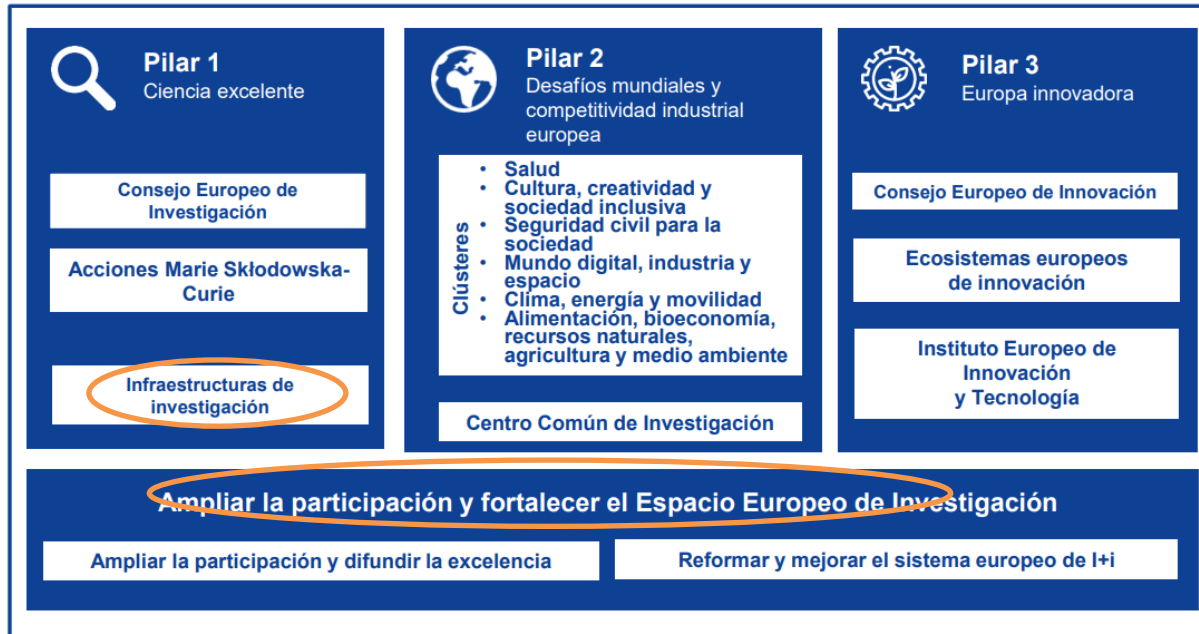 Pilar 1
Ciencia excelente
Consejo Europeo de
Investigación
Acciones Marie Skłodowska-
Curie
Infraestructuras de
investigación
Pilar 2
Desafíos mundiales y
competitividad industrial
europea
Clústeres
• Salud
• Cultura, creatividad y
sociedad inclusiva
• Seguridad civil para la
sociedad
• Mundo digital, industria y
espacio
• Clima, energía y movilidad
• Alimentación, bioeconomía,
recursos naturales,
agricultura y medio ambiente
Centro Común de Investigación
Pilar 3
Europa innovadora
Consejo Europeo de Innovación
Ecosistemas europeos
de innovación
Instituto Europeo de
Innovación
y Tecnología
Ampliar la participación y fortalecer el Espacio Europeo de Investigación
Ampliar la participación y difundir la excelencia
Reformar y mejorar el sistema europeo de I+i